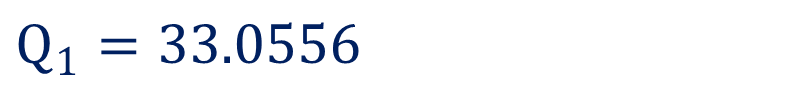 Q₁ = 33.0556